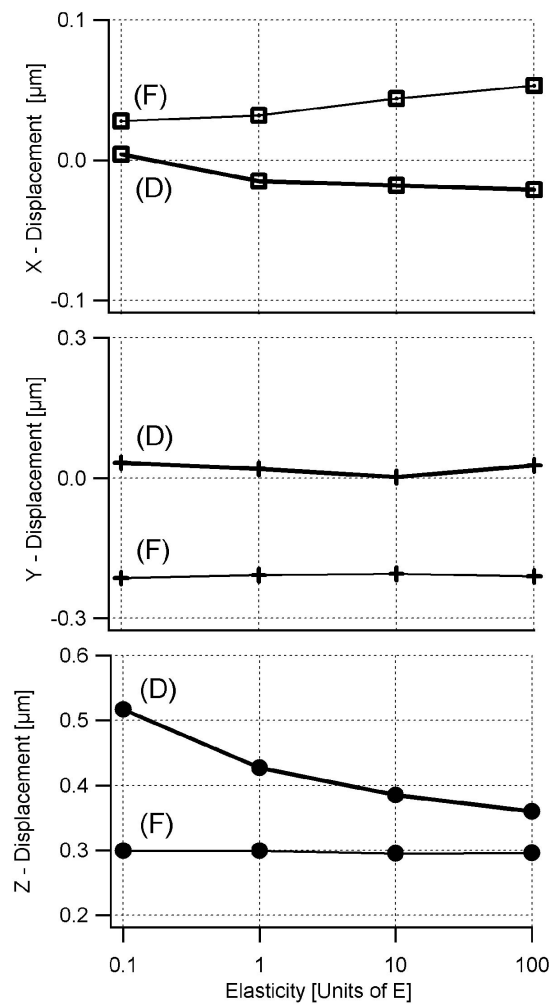 0.1
(F)
0.0
(D)
-0.1
X - Displacement [µm]
0.3
(D)
0.0
(F)
-0.3
Y - Displacement [µm]
0.6
(D)
0.5
0.4
(F)
0.3
0.2
Z - Displacement [µm]
0.1 1 10 100
Elasticity [Units of E]